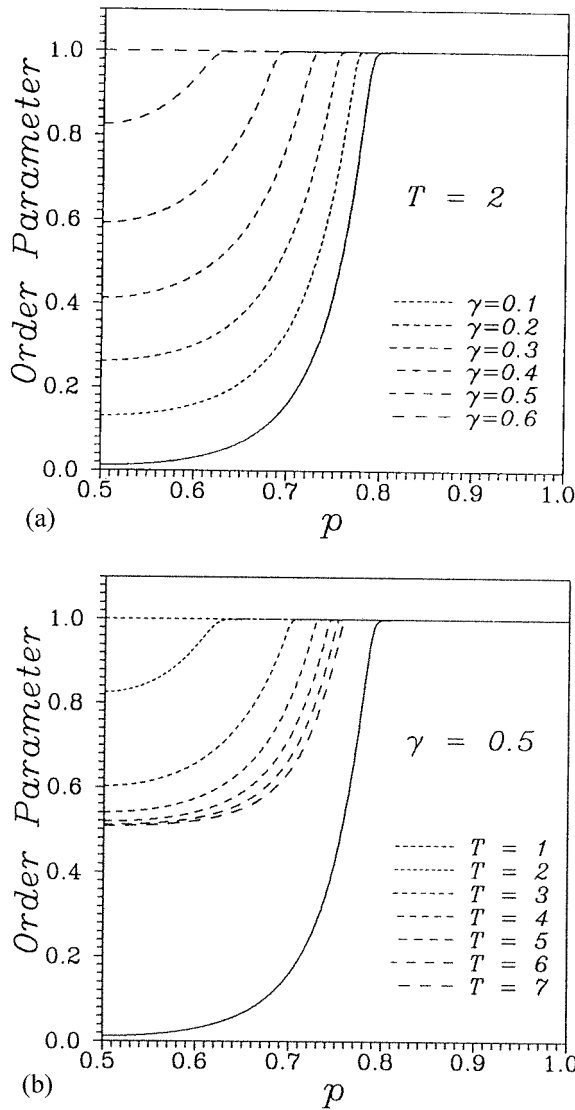 1.0
0.8
0.6
0.4
0.2
0.0
Order Parameter
T = 2
γ=0.1
γ=0.2
γ=0.3
γ=0.4
γ=0.5
γ=0.6
0.5 0.6 0.7 0.8 0.9 1.0
(a)
p
1.0
0.8
0.6
0.4
0.2
0.0
Order Parameter
γ = 0.5
T = 1
T = 2
T = 3
T = 4
T = 5
T = 6
T = 7
0.5 0.6 0.7 0.8 0.9 1.0
(b)
p